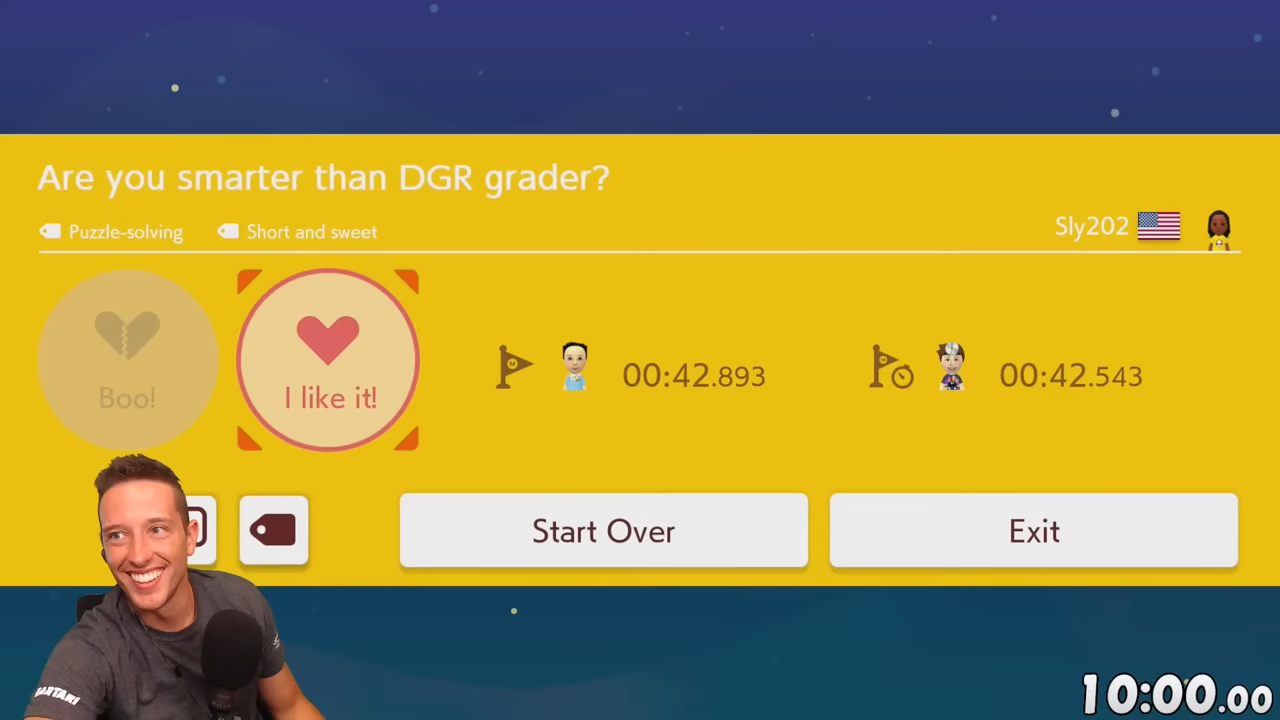 Are you smarter than DGR grader?
Puzzle-solving Short and sweet
Sly202
Boo!
I like it!
M 00:42.893
M 00:42.543
Start Over
Exit
10:00.00